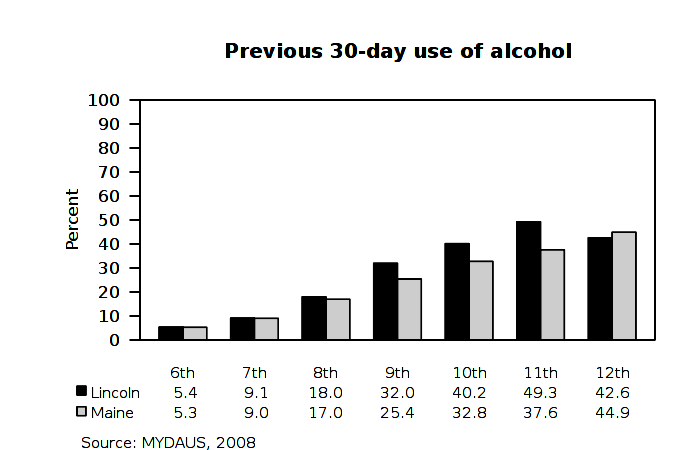 Previous 30-day use of alcohol
100
90
80
70
60
50
40
30
20
10
0
Percent
6th 7th 8th 9th 10th 11th 12th
Lincoln 5.4 9.1 18.0 32.0 40.2 49.3 42.6
Maine 5.3 9.0 17.0 25.4 32.8 37.6 44.9
Source: MYDAUS, 2008